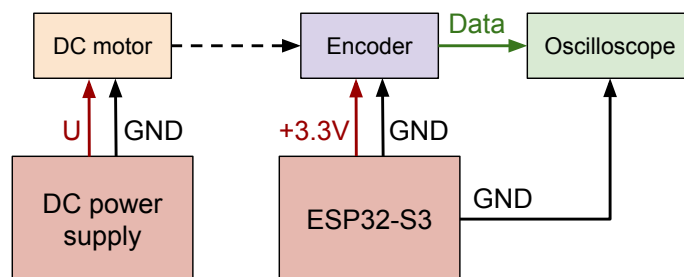 DC motor
Encoder
Data
Oscilloscope
U
GND
+3.3V
GND
DC power
supply
ESP32-S3
GND